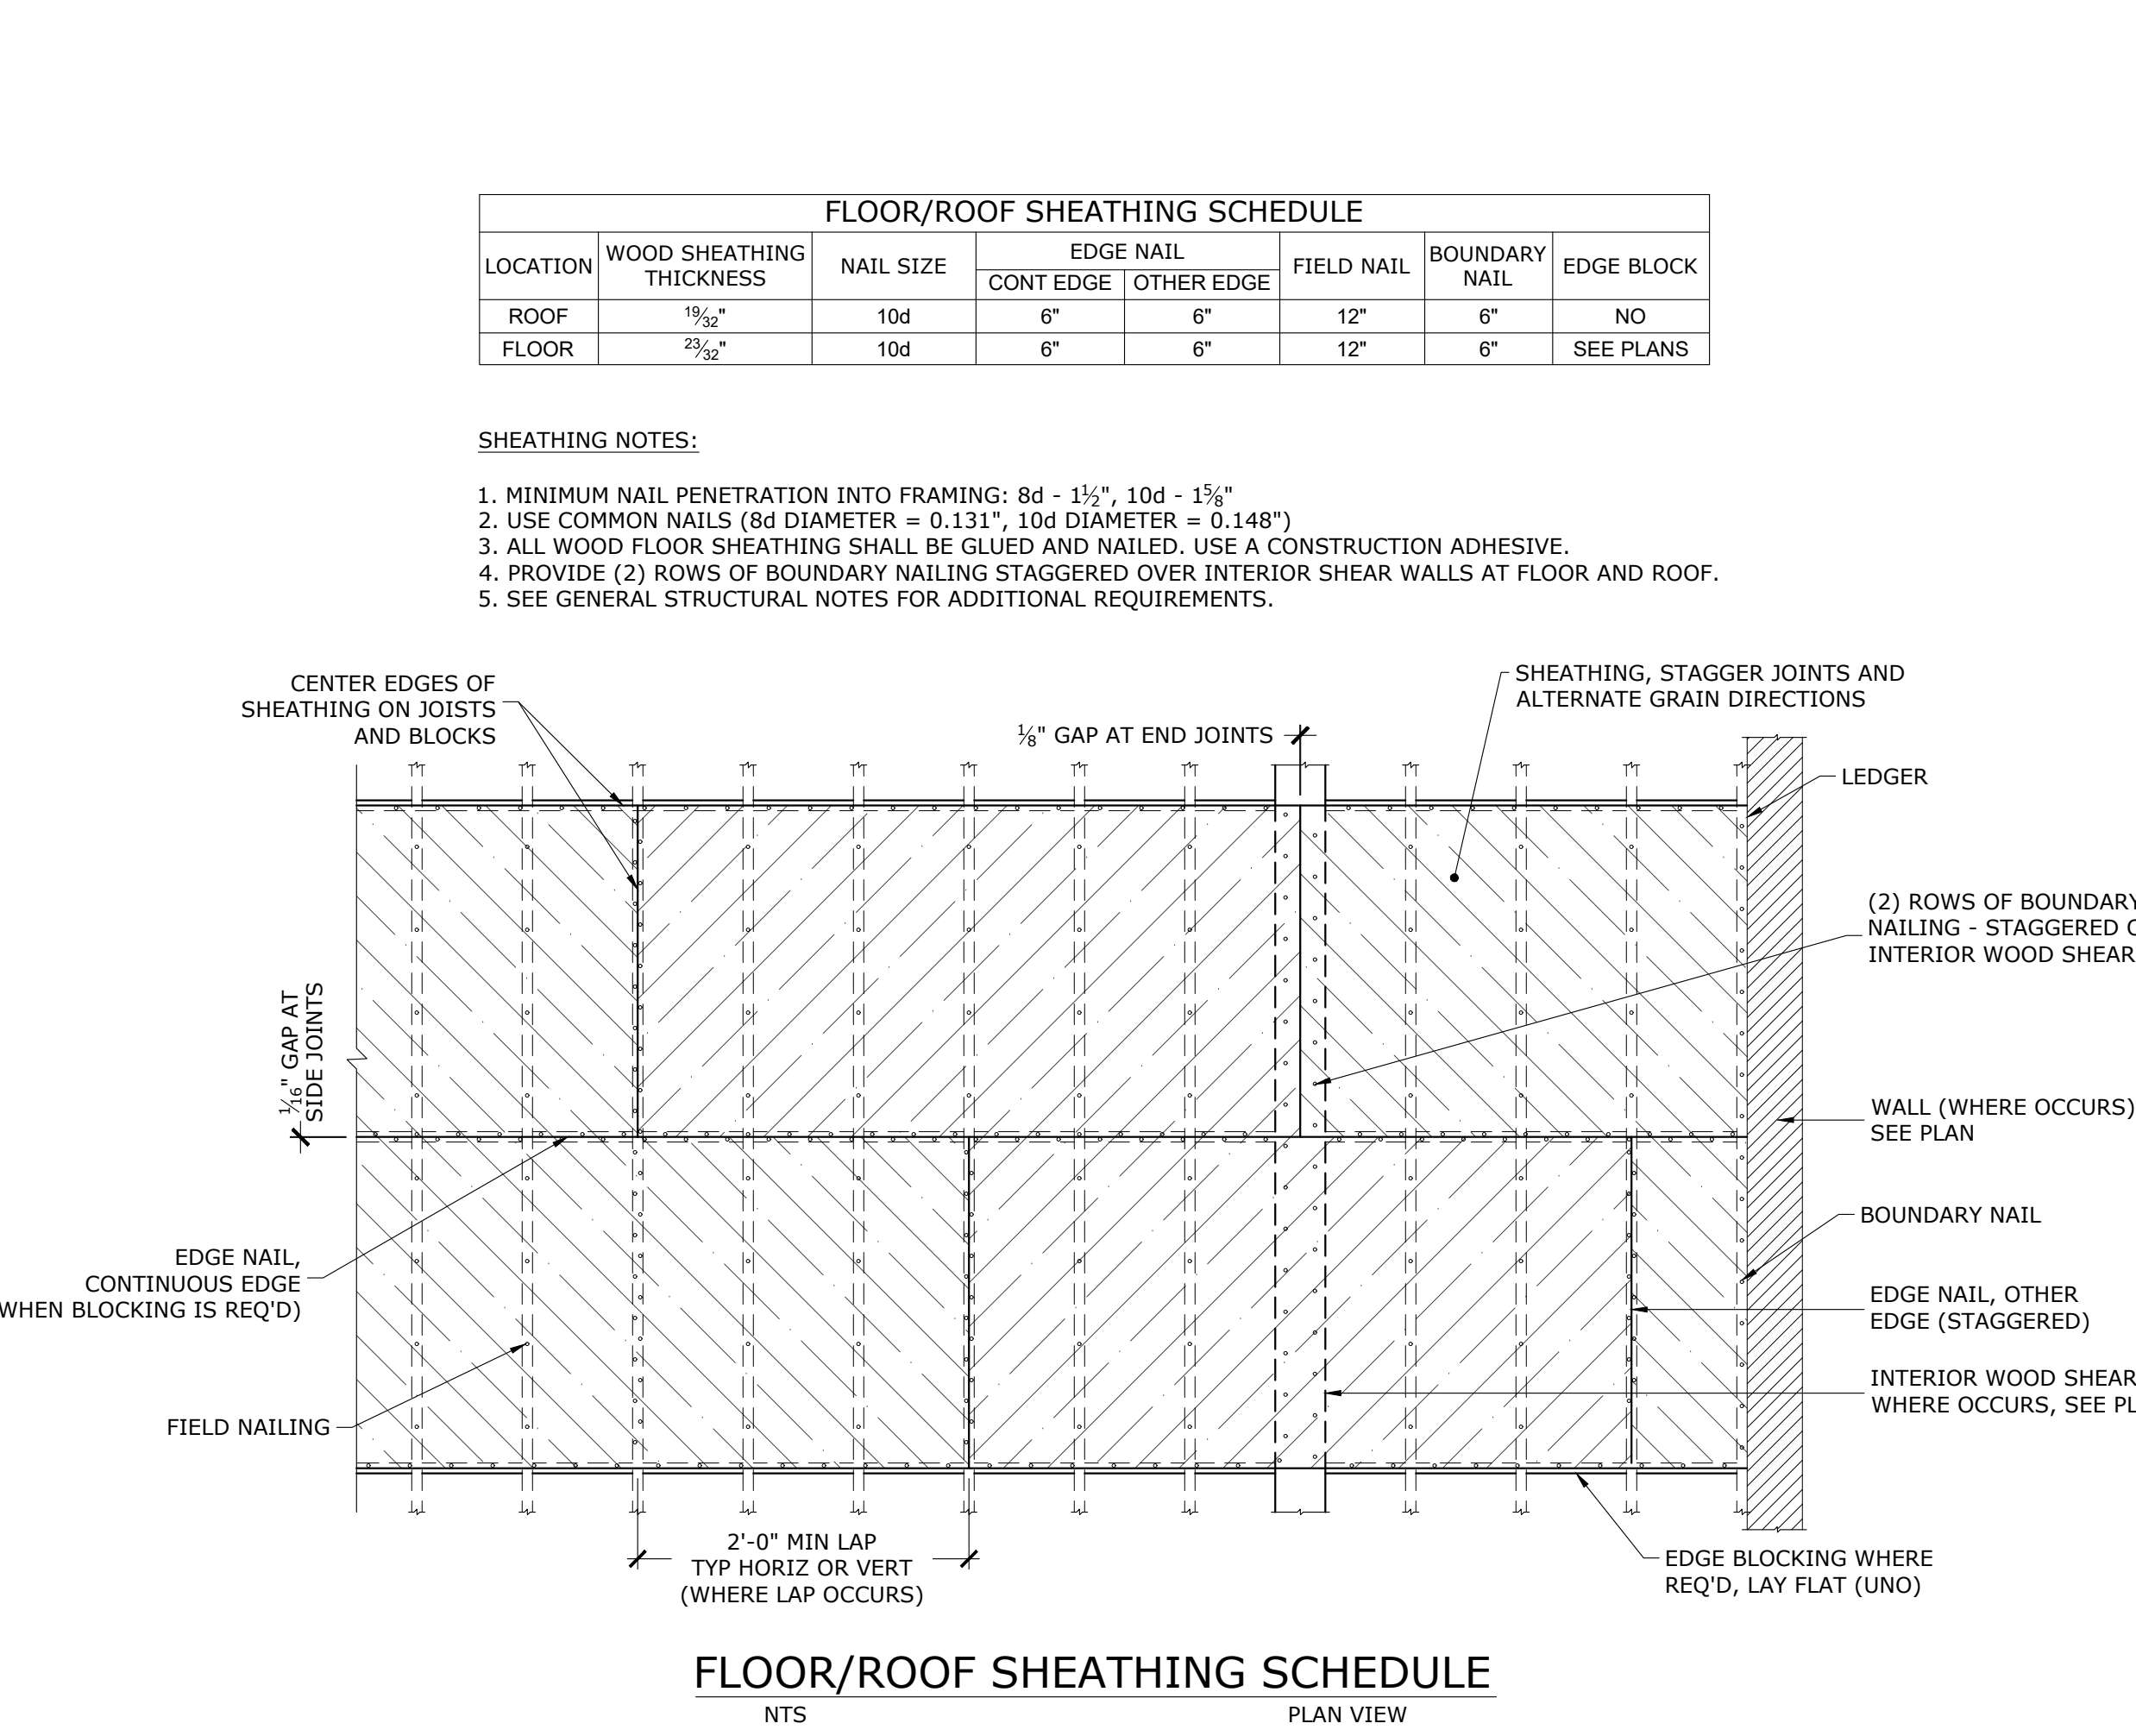 FLOOR/ROOF SHEATHING SCHEDULE
LOCATION WOOD SHEATHING THICKNESS NAIL SIZE EDGE NAIL FIELD NAIL BOUNDARY NAIL EDGE BLOCK
CONT EDGE OTHER EDGE
ROOF 19⁄32" 10d 6" 6" 12" 6" NO
FLOOR 23⁄32" 10d 6" 6" 12" 6" SEE PLANS
SHEATHING NOTES:
1. MINIMUM NAIL PENETRATION INTO FRAMING: 8d - 1½", 10d - 1⅝"
2. USE COMMON NAILS (8d DIAMETER = 0.131", 10d DIAMETER = 0.148")
3. ALL WOOD FLOOR SHEATHING SHALL BE GLUED AND NAILED. USE A CONSTRUCTION ADHESIVE.
4. PROVIDE (2) ROWS OF BOUNDARY NAILING STAGGERED OVER INTERIOR SHEAR WALLS AT FLOOR AND ROOF.
5. SEE GENERAL STRUCTURAL NOTES FOR ADDITIONAL REQUIREMENTS.
CENTER EDGES OF
SHEATHING ON JOISTS
AND BLOCKS
⅛" GAP AT END JOINTS
SHEATHING, STAGGER JOINTS AND
ALTERNATE GRAIN DIRECTIONS
LEDGER
(2) ROWS OF BOUNDARY
NAILING - STAGGERED
INTERIOR WOOD SHEAR
1⁄16" GAP AT
SIDE JOINTS
WALL (WHERE OCCURS)
SEE PLAN
BOUNDARY NAIL
EDGE NAIL,
CONTINUOUS EDGE
WHEN BLOCKING IS REQ'D)
EDGE NAIL, OTHER
EDGE (STAGGERED)
INTERIOR WOOD SHEAR
WHERE OCCURS, SEE
FIELD NAILING
2'-0" MIN LAP
TYP HORIZ OR VERT
(WHERE LAP OCCURS)
EDGE BLOCKING WHERE
REQ'D, LAY FLAT (UNO)
FLOOR/ROOF SHEATHING SCHEDULE
NTS PLAN VIEW